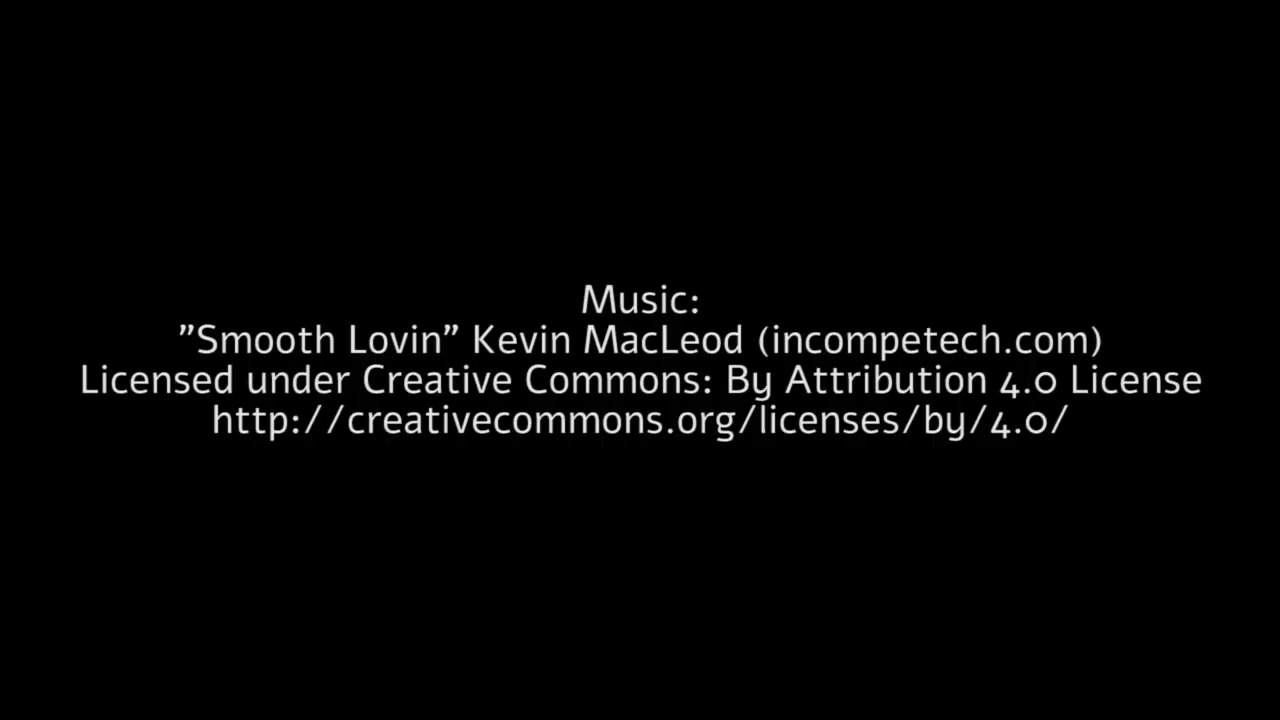 Music:
”Smooth Lovin” Kevin MacLeod (incompetech.com)
Licensed under Creative Commons: By Attribution 4.0 License
http://creativecommons.org/licenses/by/4.0/